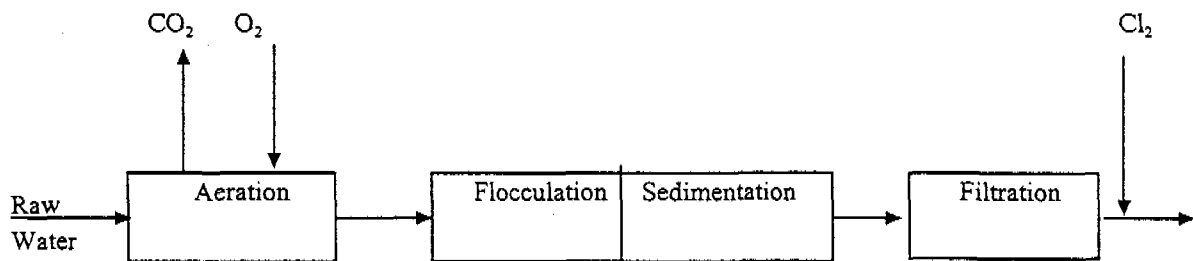 CO₂ O₂ Cl₂
Aeration Flocculation Sedimentation Filtration
Raw
Water